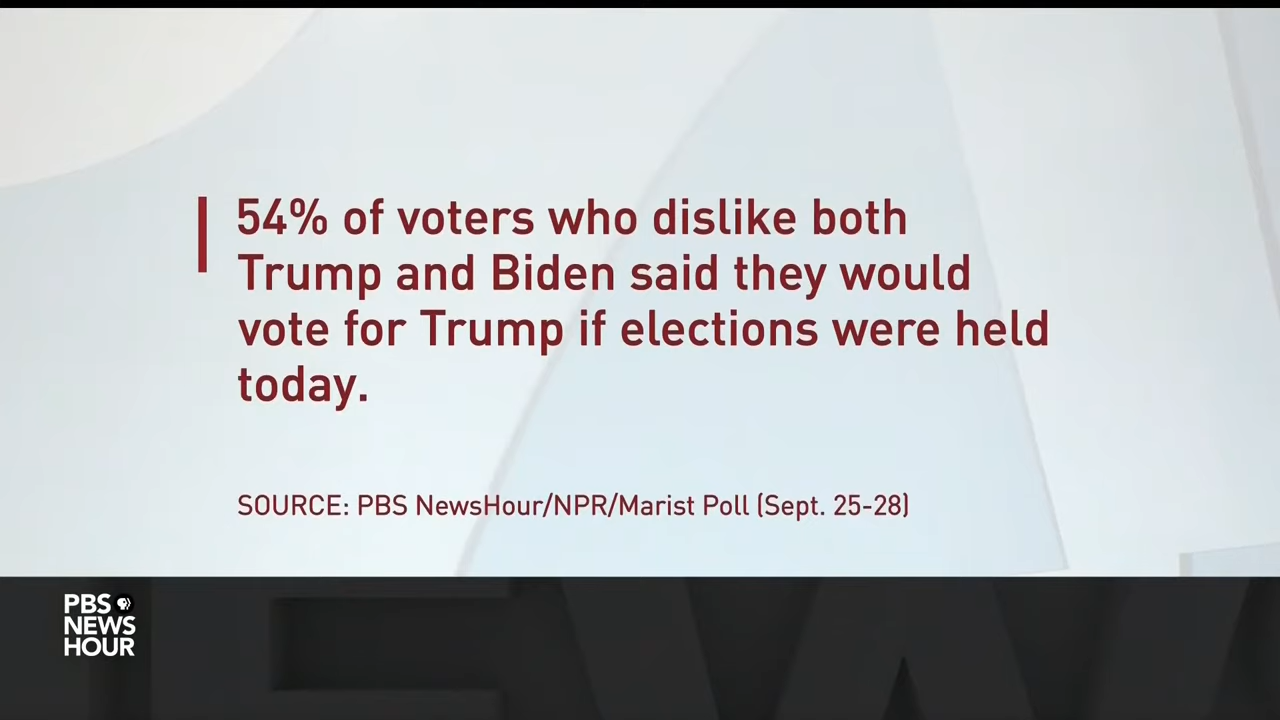 54% of voters who dislike both
Trump and Biden said they would
vote for Trump if elections were held
today.
SOURCE: PBS NewsHour/NPR/Marist Poll (Sept. 25-28)
PBS
NEWS
HOUR